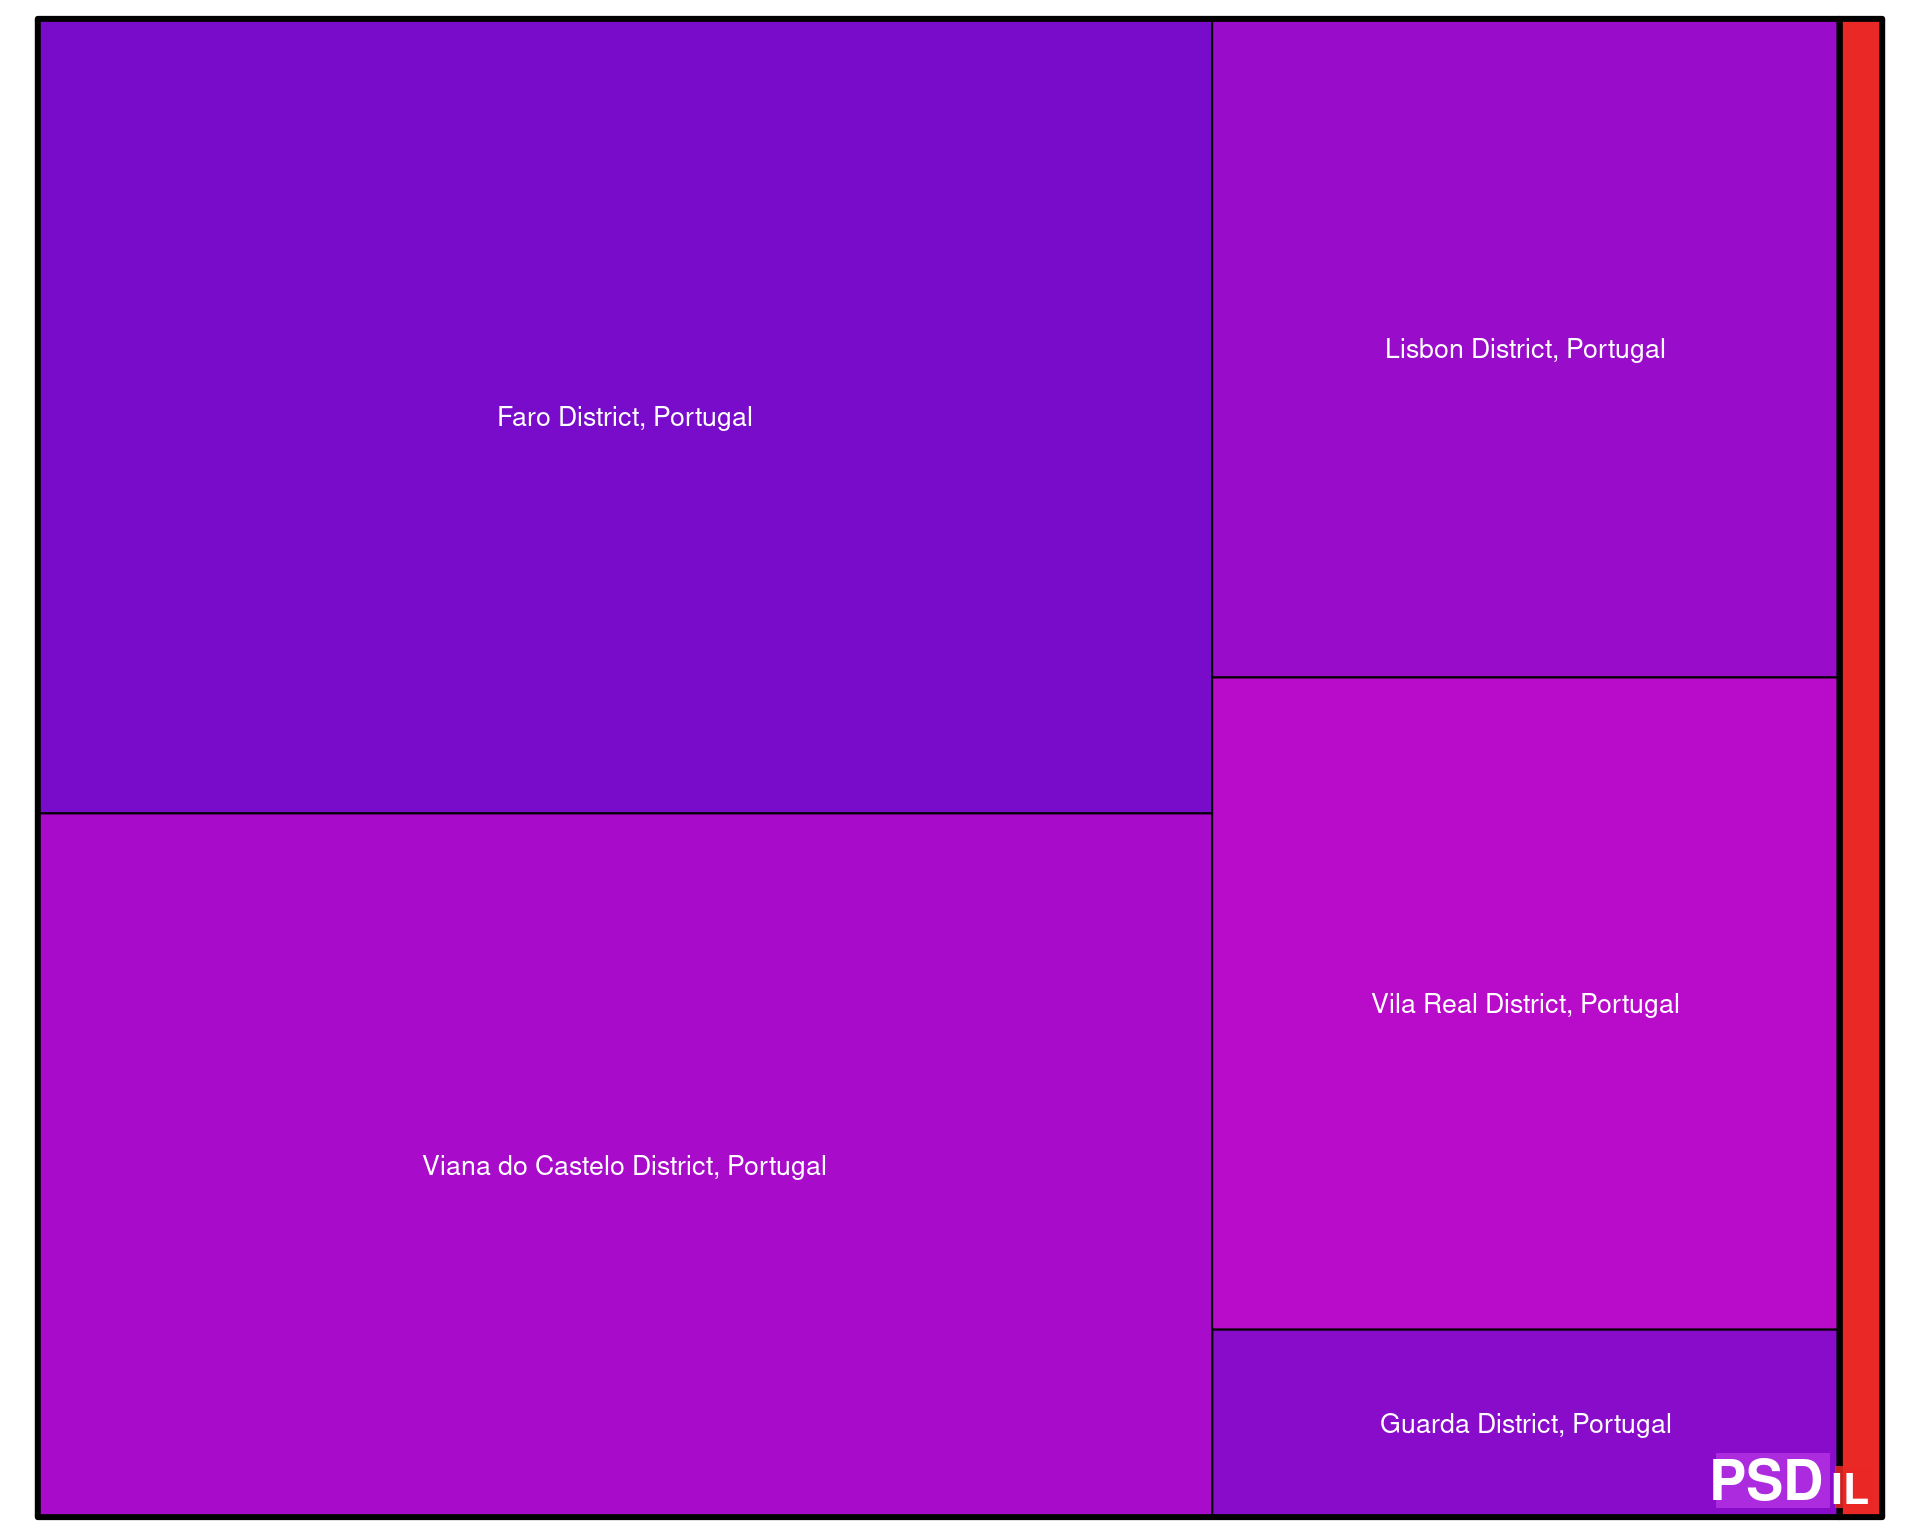 Faro District, Portugal
Viana do Castelo District, Portugal
Lisbon District, Portugal
Vila Real District, Portugal
Guarda District, Portugal
PSD
IL